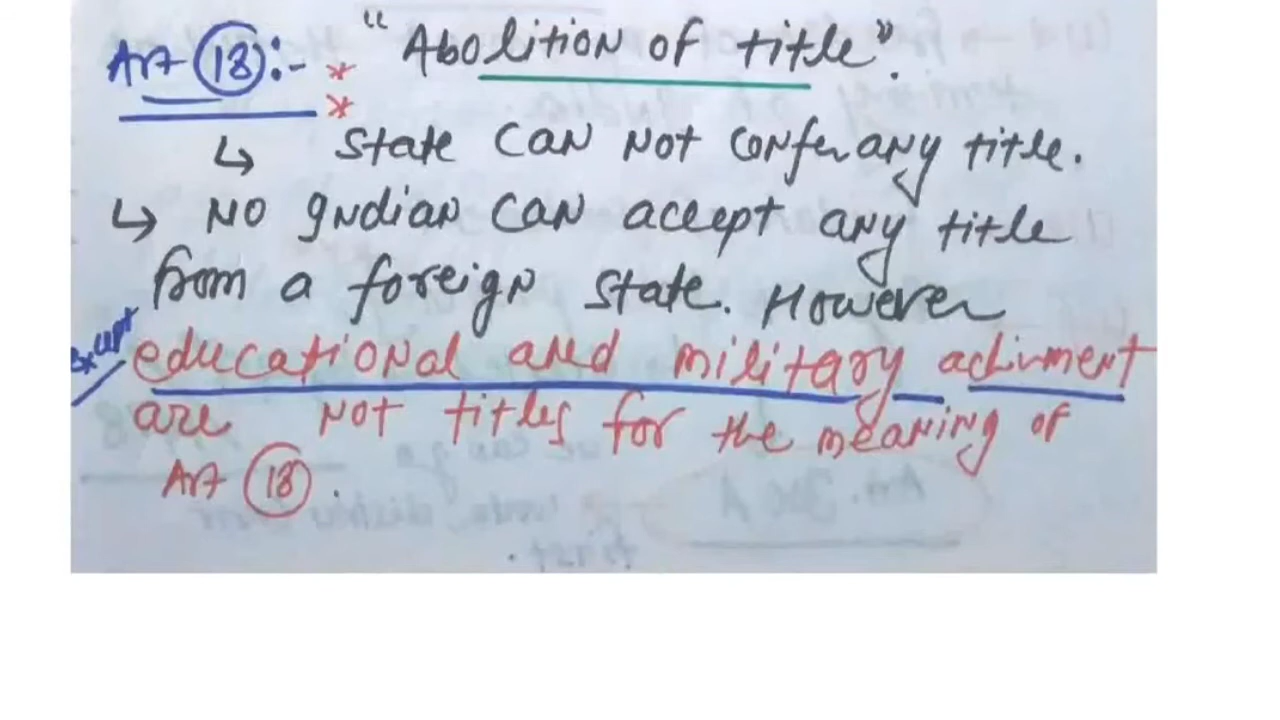 Art (18):- * "Abolition of title".
*
↳ State can not confer any title.
↳ No Indian can accept any title
from a foreign state. However
Except educational and military achivment
are not titles for the meaning of
Art (18).